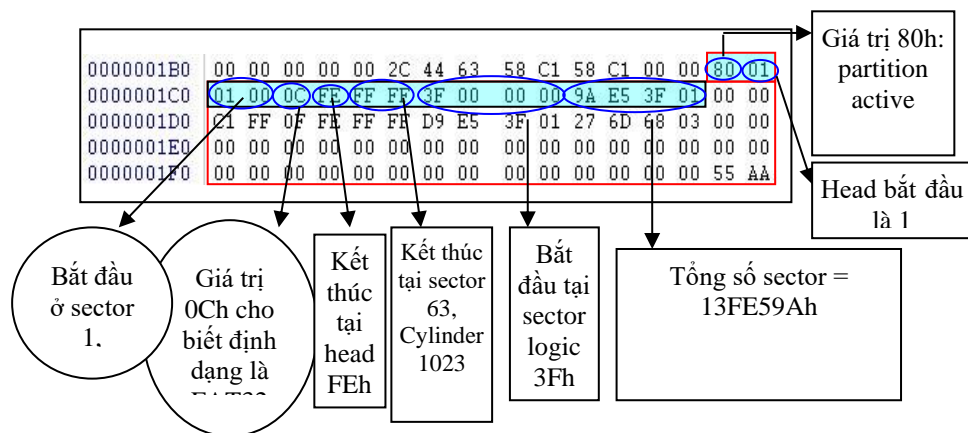 Giá trị 80h:
partition
active
0000001B0 00 00 00 00 00 2C 44 63 58 C1 58 C1 00 00 80 01
0000001C0 01 00 0C FE FF FF 3F 00 00 00 9A E5 3F 01 00 00
0000001D0 C1 FF 0F FE FF FF D9 E5 3F 01 27 6D 68 03 00 00
0000001E0 00 00 00 00 00 00 00 00 00 00 00 00 00 00 00 00
0000001F0 00 00 00 00 00 00 00 00 00 00 00 00 00 00 55 AA
Head bắt đầu
là 1
Bắt đầu
ở sector
1,
Giá trị
0Ch cho
biết định
dạng là
Kết
thúc
tại
head
FEh
Kết thúc
tại sector
63,
Cylinder
1023
Bắt
đầu tại
sector
logic
3Fh
Tổng số sector =
13FE59Ah